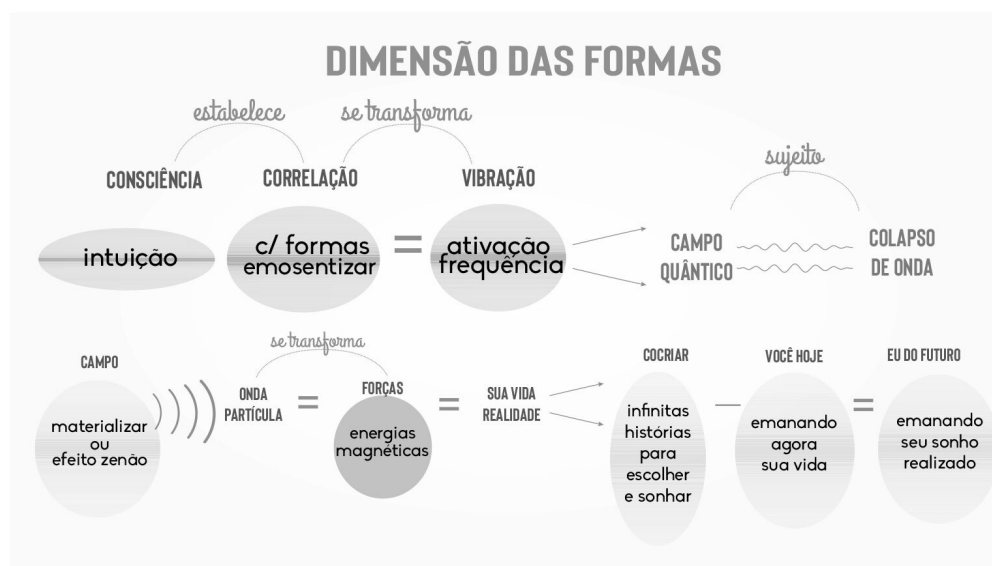 DIMENSÃO DAS FORMAS
estabelece
se transforma
CONSCIÊNCIA
CORRELAÇÃO
VIBRAÇÃO
sujeito
intuição
c/ formas
emosentizar
=
ativação
frequência
CAMPO
QUÂNTICO
COLAPSO
DE ONDA
se transforma
CAMPO
materializar
ou
efeito zenão
ONDA
PARTÍCULA
=
FORÇAS
energias
magnéticas
=
SUA VIDA
REALIDADE
COCRIAR
infinitas
histórias
para
escolher
e sonhar
—
VOCÊ HOJE
emanando
agora
sua vida
=
EU DO FUTURO
emanando
seu sonho
realizado